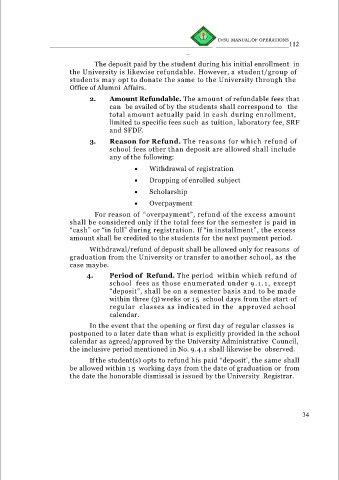 DMSU MANUAL OF OPERATIONS
112
The deposit paid by the student during his initial enrollment in
the University is likewise refundable. However, a student/group of
students may opt to donate the same to the University through the
Office of Alumni Affairs.
2. Amount Refundable. The amount of refundable fees that
can be availed of by the students shall correspond to the
total amount actually paid in cash during enrollment,
limited to specific fees such as tuition, laboratory fee, SRF
and SFDF.
3. Reason for Refund. The reasons for which refund of
school fees other than deposit are allowed shall include
any of the following:
• Withdrawal of registration
• Dropping of enrolled subject
• Scholarship
• Overpayment
For reason of "overpayment", refund of the excess amount
shall be considered only if the total fees for the semester is paid in
"cash" or "in full" during registration. If "in installment", the excess
amount shall be credited to the students for the next payment period.
Withdrawal/refund of deposit shall be allowed only for reasons of
graduation from the University or transfer to another school, as the
case maybe.
4. Period of Refund. The period within which refund of
school fees as those enumerated under 9.1.1, except
"deposit", shall be on a semester basis and to be made
within three (3) weeks or 15 school days from the start of
regular classes as indicated in the approved school
calendar.
In the event that the opening or first day of regular classes is
postponed to a later date than what is explicitly provided in the school
calendar as agreed/approved by the University Administrative Council,
the inclusive period mentioned in No. 9.4.1 shall likewise be observed.
If the student(s) opts to refund his paid "deposit', the same shall
be allowed within 15 working days from the date of graduation or from
the date the honorable dismissal is issued by the University Registrar.
34